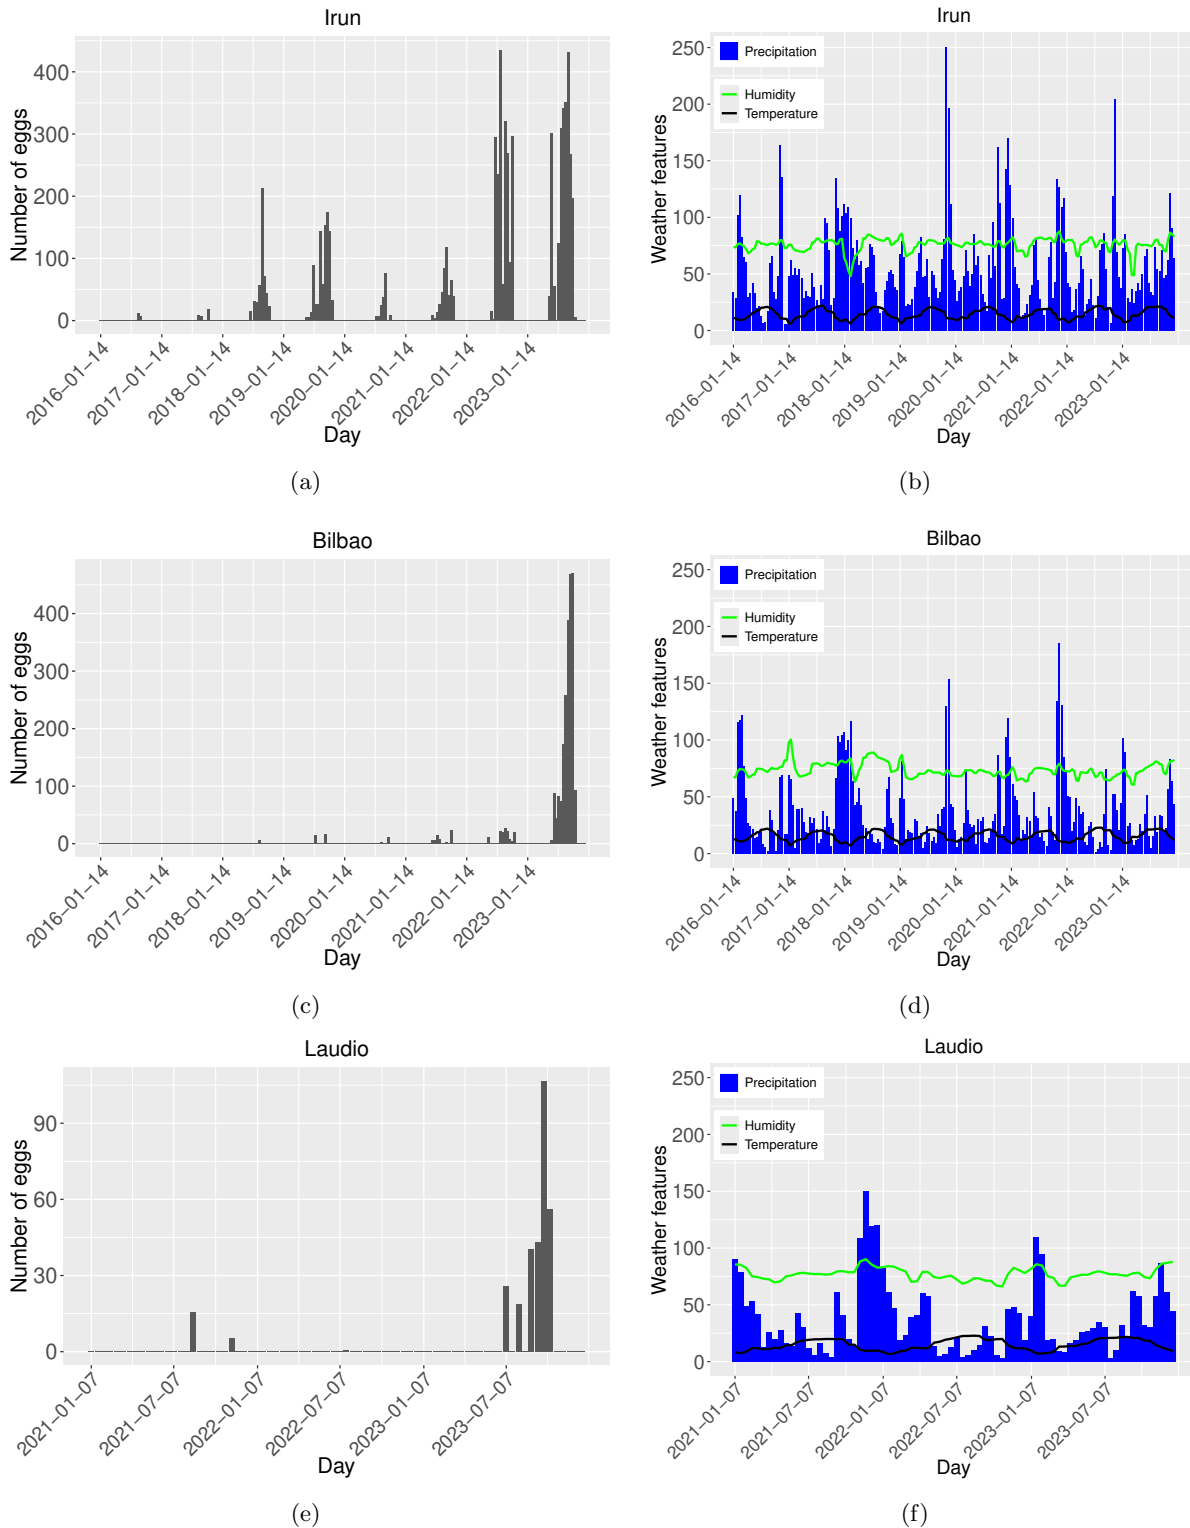 Irun
Number of eggs
400
300
200
100
0
2016−01−14
2017−01−14
2018−01−14
2019−01−14
2020−01−14
2021−01−14
2022−01−14
2023−01−14
Day
(a)
Irun
Weather features
250
200
150
100
50
0
Precipitation
Humidity
Temperature
2016−01−14
2017−01−14
2018−01−14
2019−01−14
2020−01−14
2021−01−14
2022−01−14
2023−01−14
Day
(b)
Bilbao
Number of eggs
400
300
200
100
0
2016−01−14
2017−01−14
2018−01−14
2019−01−14
2020−01−14
2021−01−14
2022−01−14
2023−01−14
Day
(c)
Bilbao
Weather features
250
200
150
100
50
0
Precipitation
Humidity
Temperature
2016−01−14
2017−01−14
2018−01−14
2019−01−14
2020−01−14
2021−01−14
2022−01−14
2023−01−14
Day
(d)
Laudio
Number of eggs
90
60
30
0
2021−01−07
2021−07−07
2022−01−07
2022−07−07
2023−01−07
2023−07−07
Day
(e)
Laudio
Weather features
250
200
150
100
50
0
Precipitation
Humidity
Temperature
2021−01−07
2021−07−07
2022−01−07
2022−07−07
2023−01−07
2023−07−07
Day
(f)